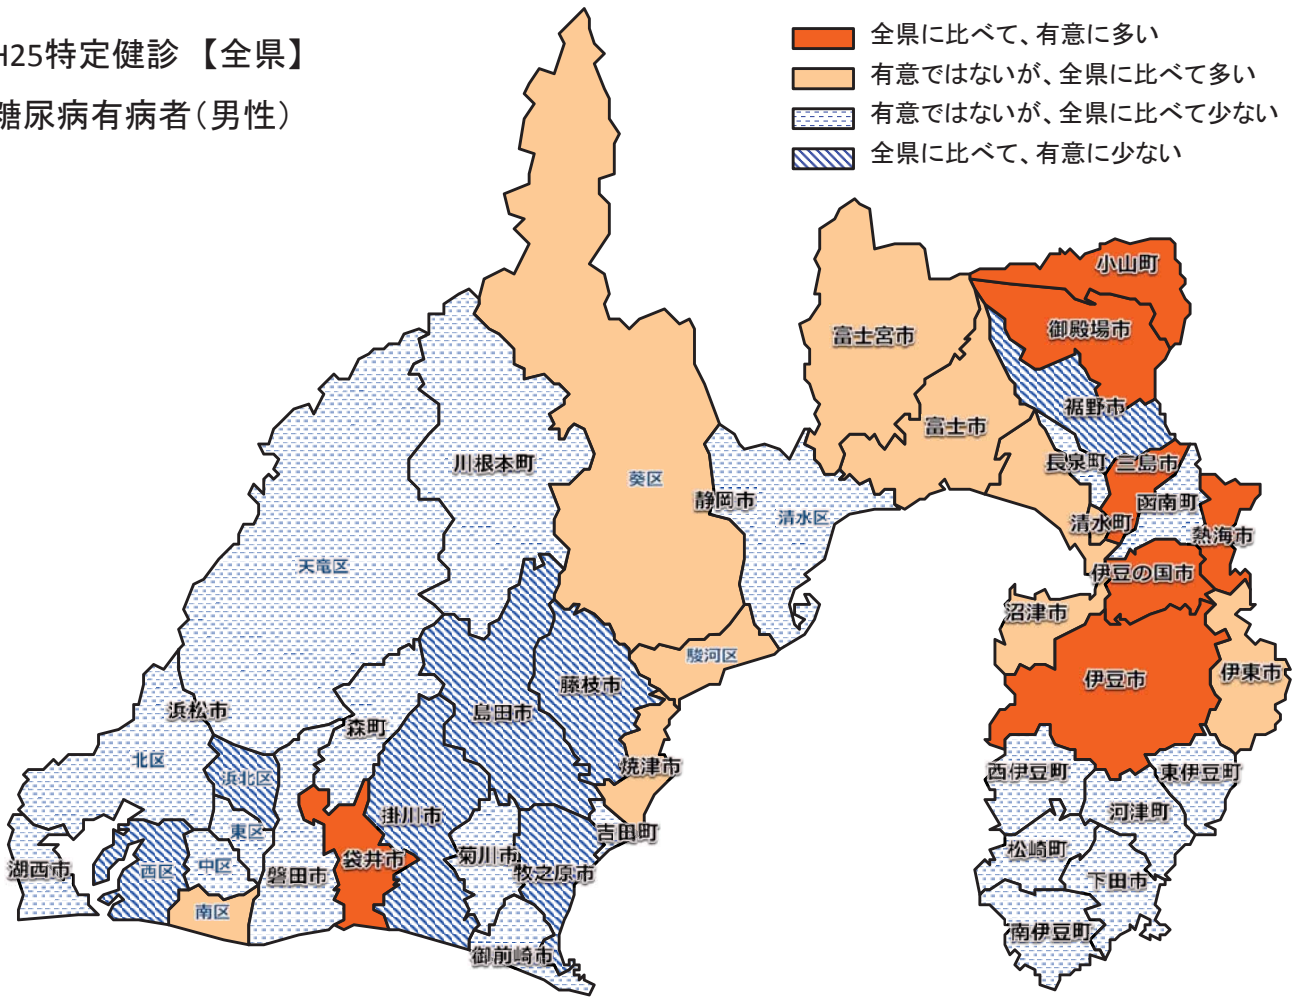 H25特定健診 【全県】
糖尿病有病者(男性)
全県に比べて、有意に多い
有意ではないが、全県に比べて多い
有意ではないが、全県に比べて少ない
全県に比べて、有意に少ない
小山町
御殿場市
富士宮市
裾野市
富士市
川根本町
長泉町
三島市
葵区
静岡市
清水区
函南町
清水町
熱海市
天竜区
伊豆の国市
沼津市
駿河区
伊東市
伊豆市
藤枝市
浜松市
島田市
森町
北区
浜北区
焼津市
西伊豆町
東伊豆町
掛川市
河津町
東区
吉田町
菊川市
松崎町
湖西市
西区
中区
磐田市
袋井市
牧之原市
下田市
南区
南伊豆町
御前崎市